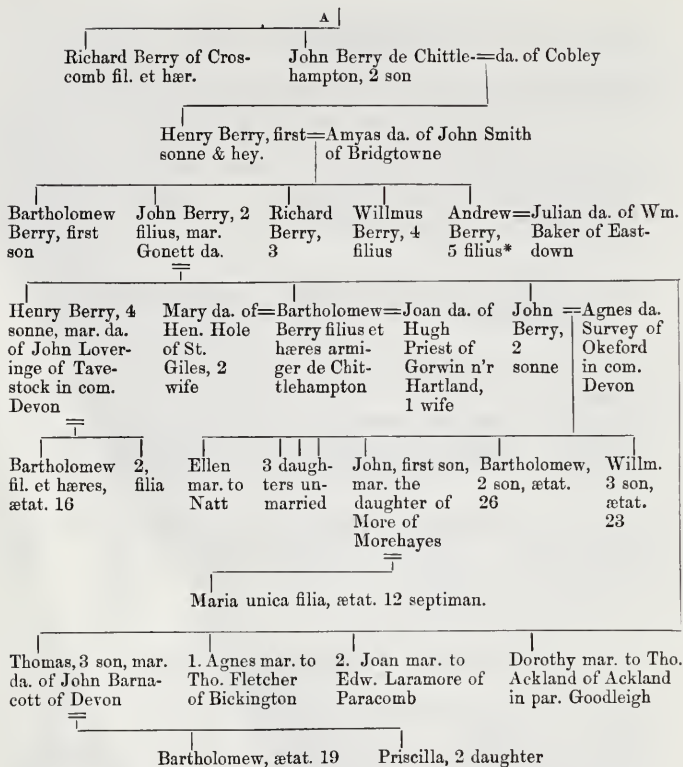 A
Richard Berry of Cros-
comb fil. et hær.
John Berry de Chittle-=da. of Cobley
hampton, 2 son
Henry Berry, first=Amyas da. of John Smith
sonne & hey.
of Bridgtowne
Bartholomew
Berry, first
son
John Berry, 2
filius, mar.
Gonett da.
Richard
Berry,
3
Willmus
Berry, 4
filius
Andrew=Julian da. of Wm.
Berry,
5 filius*
Baker of East-
down
Henry Berry, 4
sonne, mar. da.
of John Lover-
inge of Tave-
stock in com.
Devon
Mary da. of=
Hen. Hole
of St.
Giles, 2
wife
Bartholomew=
Berry filius et
hæres armi-
ger de Chit-
tlehampton
Joan da. of
Hugh
Priest of
Gorwin n'r
Hartland,
1 wife
John =
Berry,
2
sonne
Agnes da.
Survey of
Okeford
in com.
Devon
Bartholomew
fil. et hæres,
ætat. 16
2,
filia
Ellen
mar. to
Natt
3 daugh-
ters un-
married
John, first son,
mar. the
daughter of
More of
Morehayes
Bartholomew,
2 son, ætat.
26
Willm.
3 son,
ætat.
23
Maria unica filia, ætat. 12 septiman.
Thomas, 3 son, mar.
da. of John Barna-
cott of Devon
1. Agnes mar. to
Tho. Fletcher
of Bickington
2. Joan mar. to
Edw. Laramore of
Paracomb
Dorothy mar. to Tho.
Ackland of Ackland
in par. Goodleigh
Bartholomew, ætat. 19
Priscilla, 2 daughter